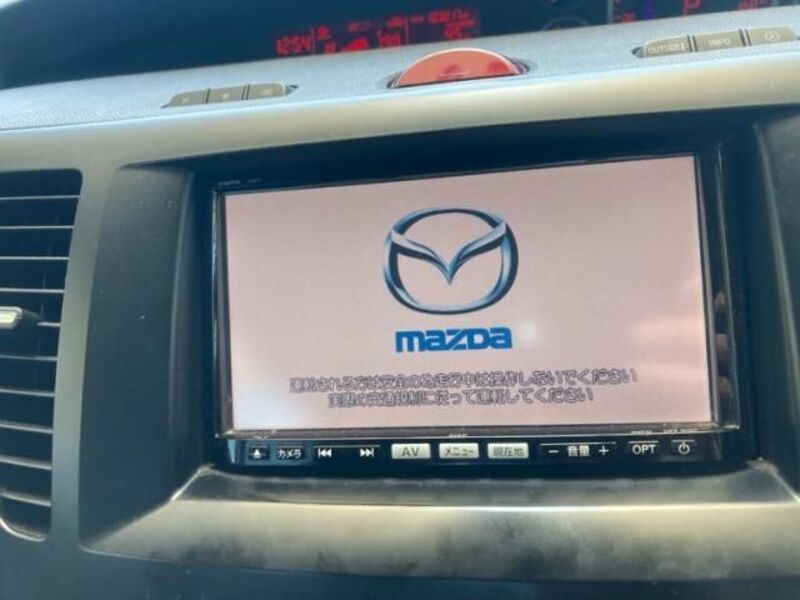 12:54
OUTSIDE INFO
H M :00
mazda
運転される方は安全の為走行中は操作しないでください
実際の交通規制に従って運転してください
カメラ AV メニュー 現在地 − 音量 + OPT